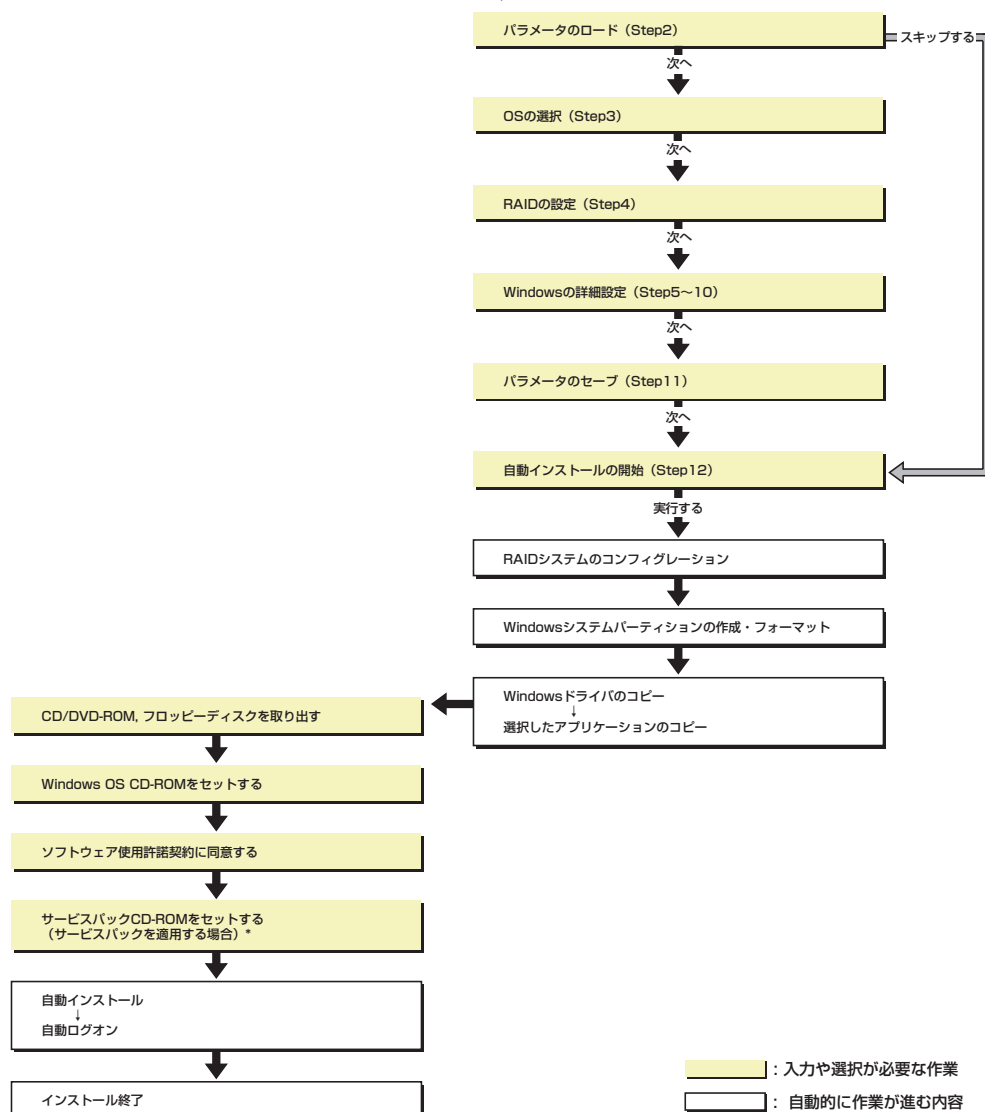 パラメータのロード（Step2）
スキップする
次へ
OSの選択（Step3）
次へ
RAIDの設定（Step4）
次へ
Windowsの詳細設定（Step5～10）
次へ
パラメータのセーブ（Step11）
次へ
自動インストールの開始（Step12）
実行する
RAIDシステムのコンフィグレーション
Windowsシステムパーティションの作成・フォーマット
Windowsドライバのコピー
↓
選択したアプリケーションのコピー
CD/DVD-ROM, フロッピーディスクを取り出す
Windows OS CD-ROMをセットする
ソフトウェア使用許諾契約に同意する
サービスパックCD-ROMをセットする
（サービスパックを適用する場合）*
自動インストール
↓
自動ログオン
インストール終了
：入力や選択が必要な作業
：自動的に作業が進む内容